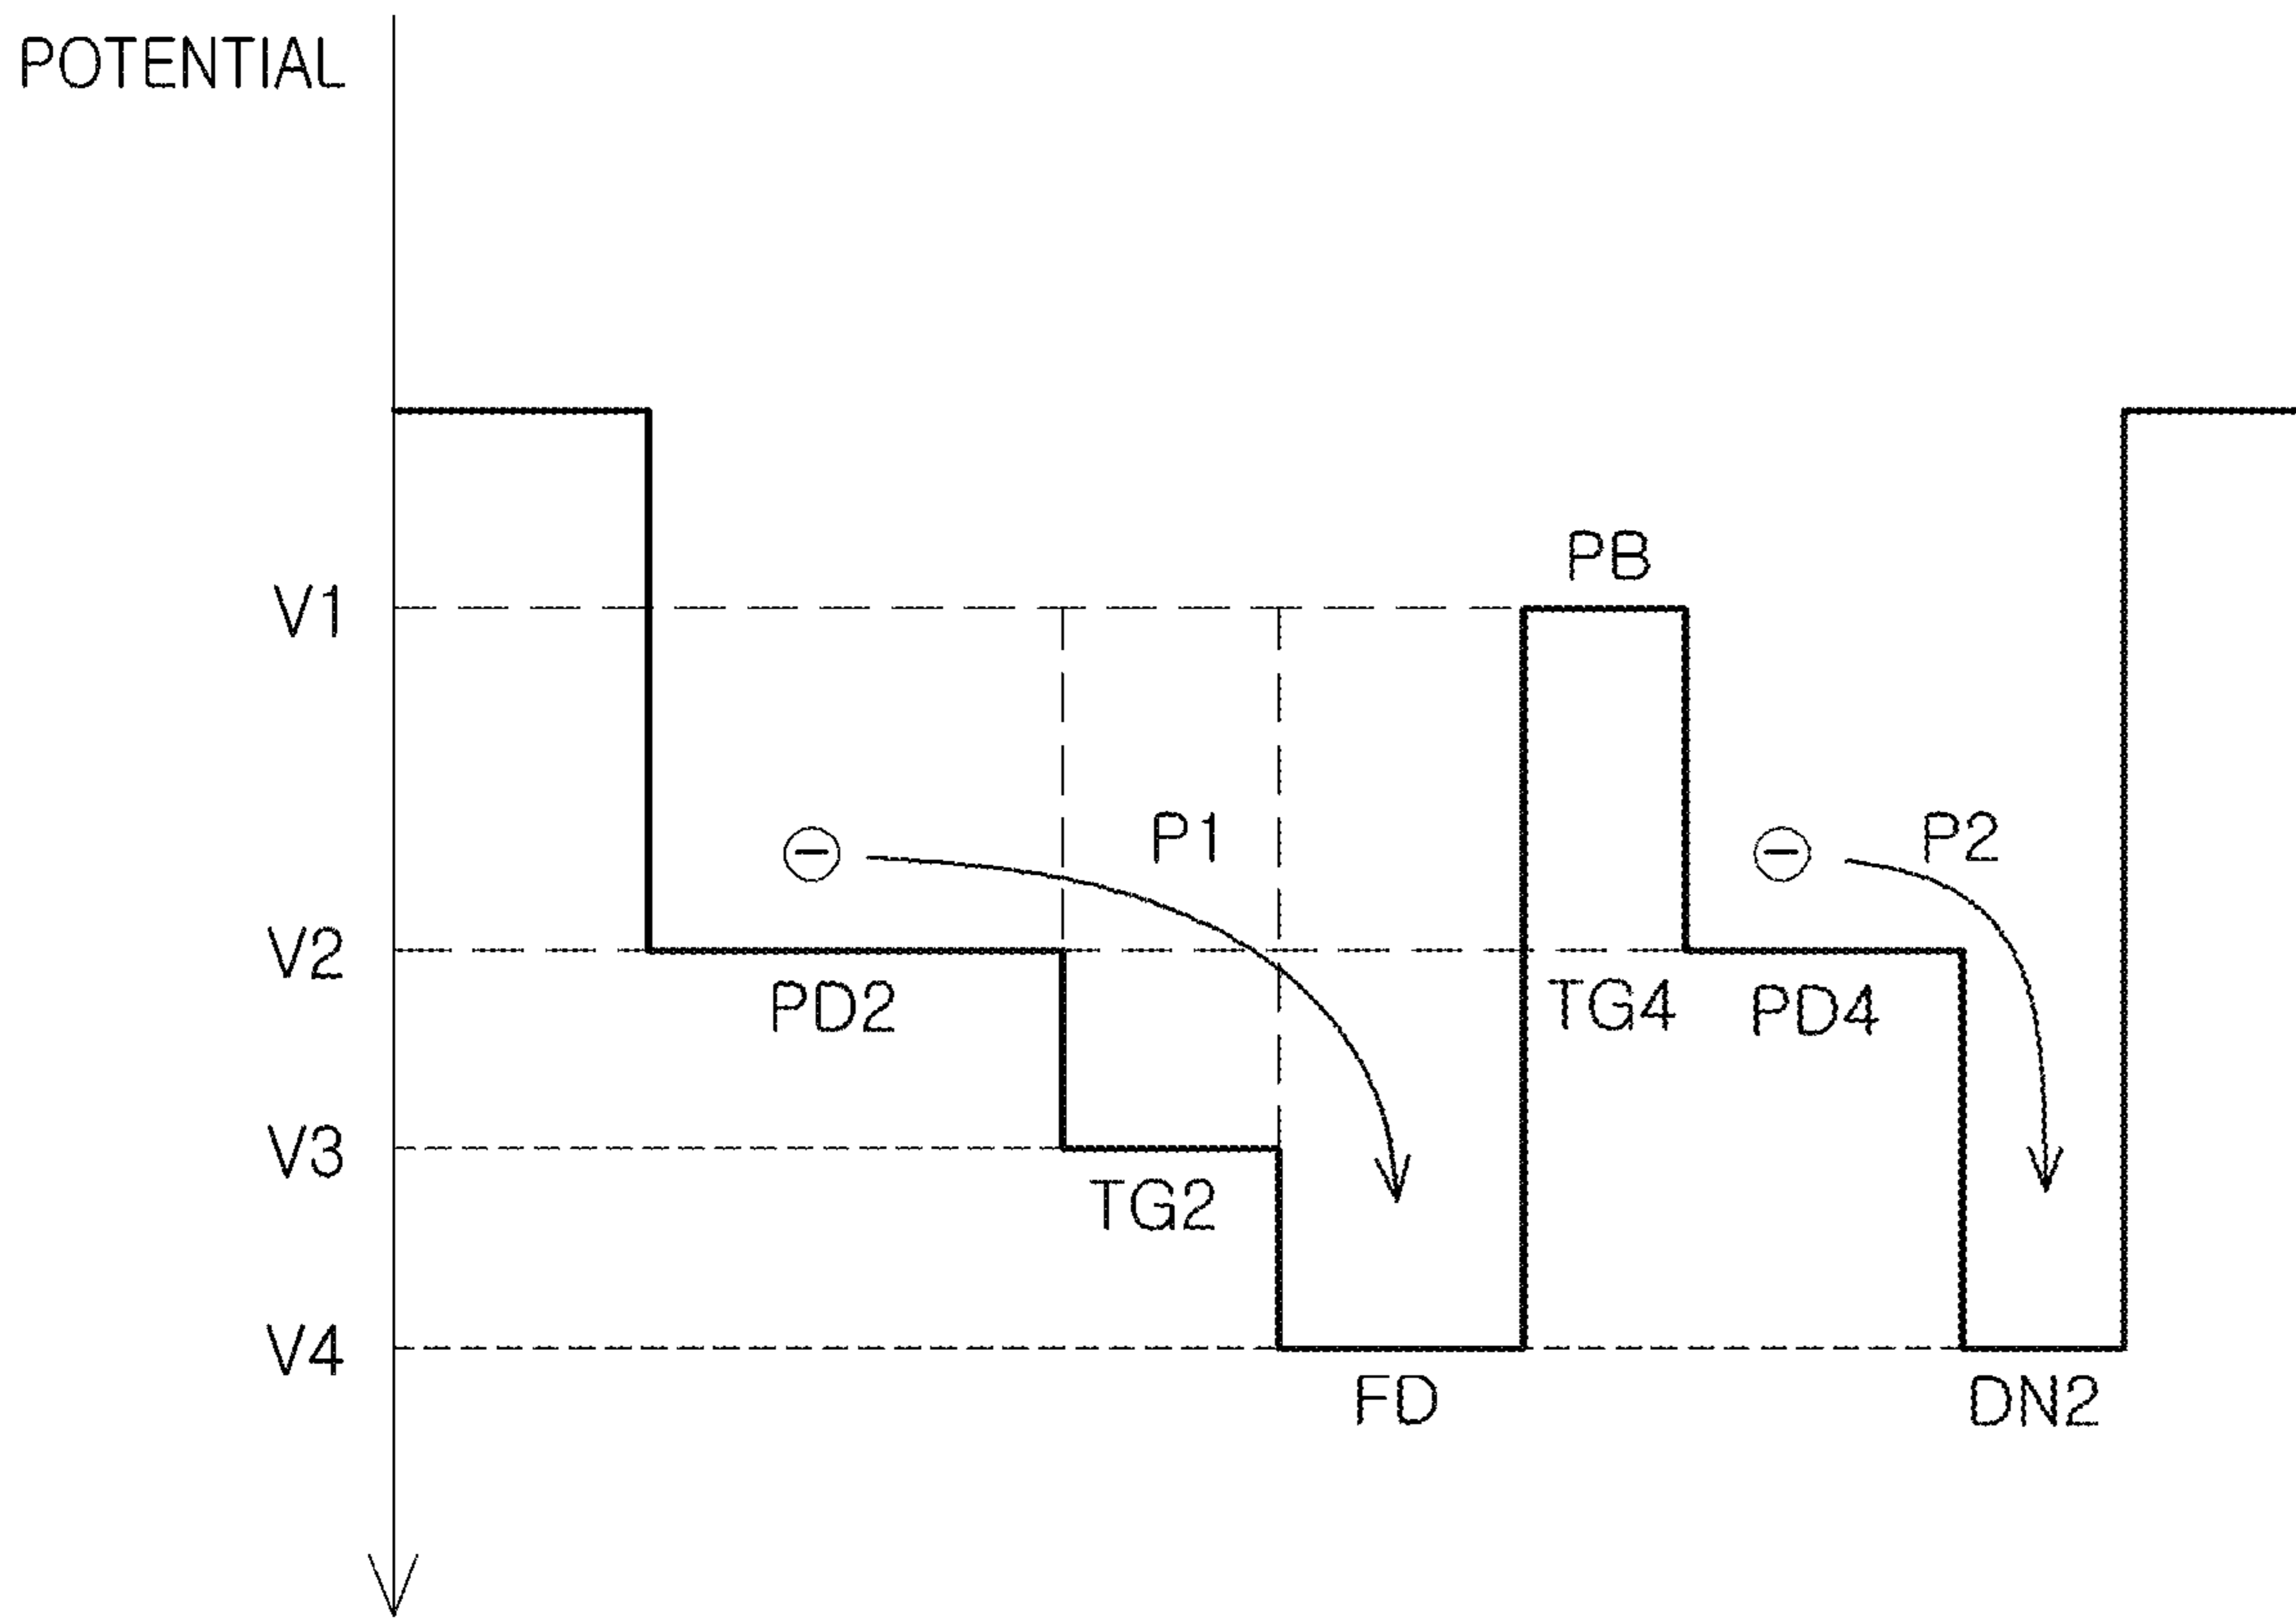 POTENTIAL
PB
V1
P1
P2
V2
PD2
TG4
PD4
V3
TG2
V4
FD
DN2